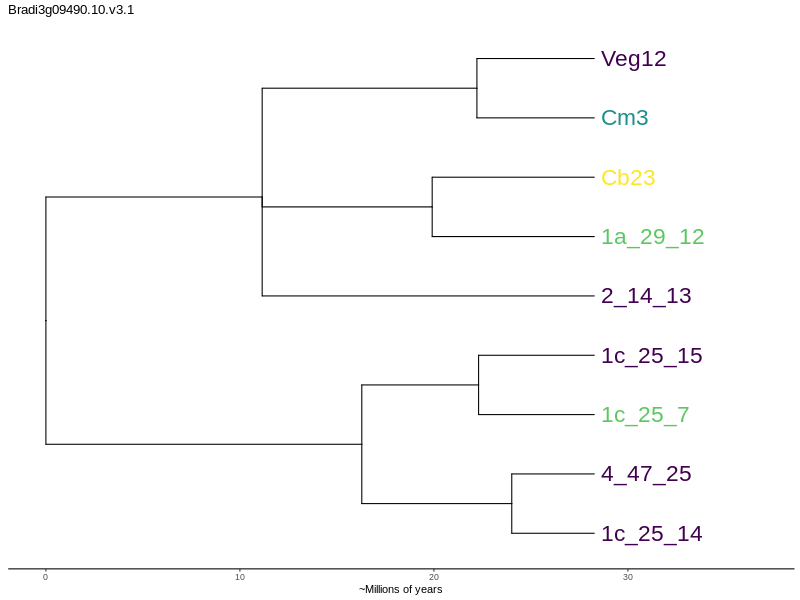 Bradi3g09490.10.v3.1
Veg12
Cm3
Cb23
1a_29_12
2_14_13
1c_25_15
1c_25_7
4_47_25
1c_25_14
0 10 20 30
~Millions of years